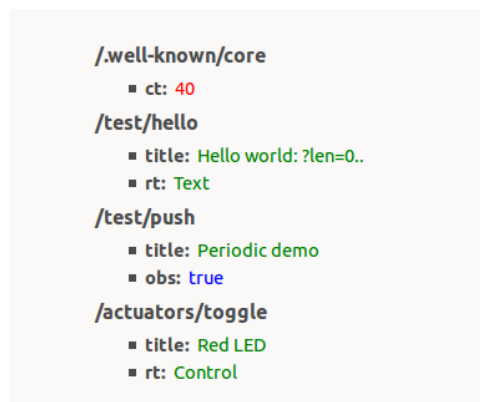 /.well-known/core
ct: 40
/test/hello
title: Hello world: ?len=0..
rt: Text
/test/push
title: Periodic demo
obs: true
/actuators/toggle
title: Red LED
rt: Control